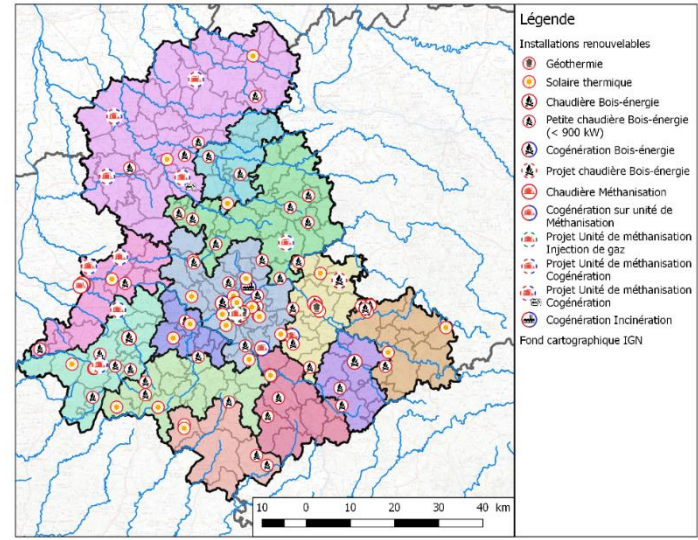 Légende
Installations renouvelables
Géothermie
Solaire thermique
Chaudière Bois-énergie
Petite chaudière Bois-énergie
(< 900 kW)
Cogénération Bois-énergie
Projet chaudière Bois-énergie
Chaudière Méthanisation
Cogénération sur unité de
Méthanisation
Projet Unité de méthanisation
Injection de gaz
Projet Unité de méthanisation
Cogénération
Projet Unité de méthanisation
Cogénération
Cogénération Incinération
Fond cartographique IGN
10 0 10 20 30 40 km